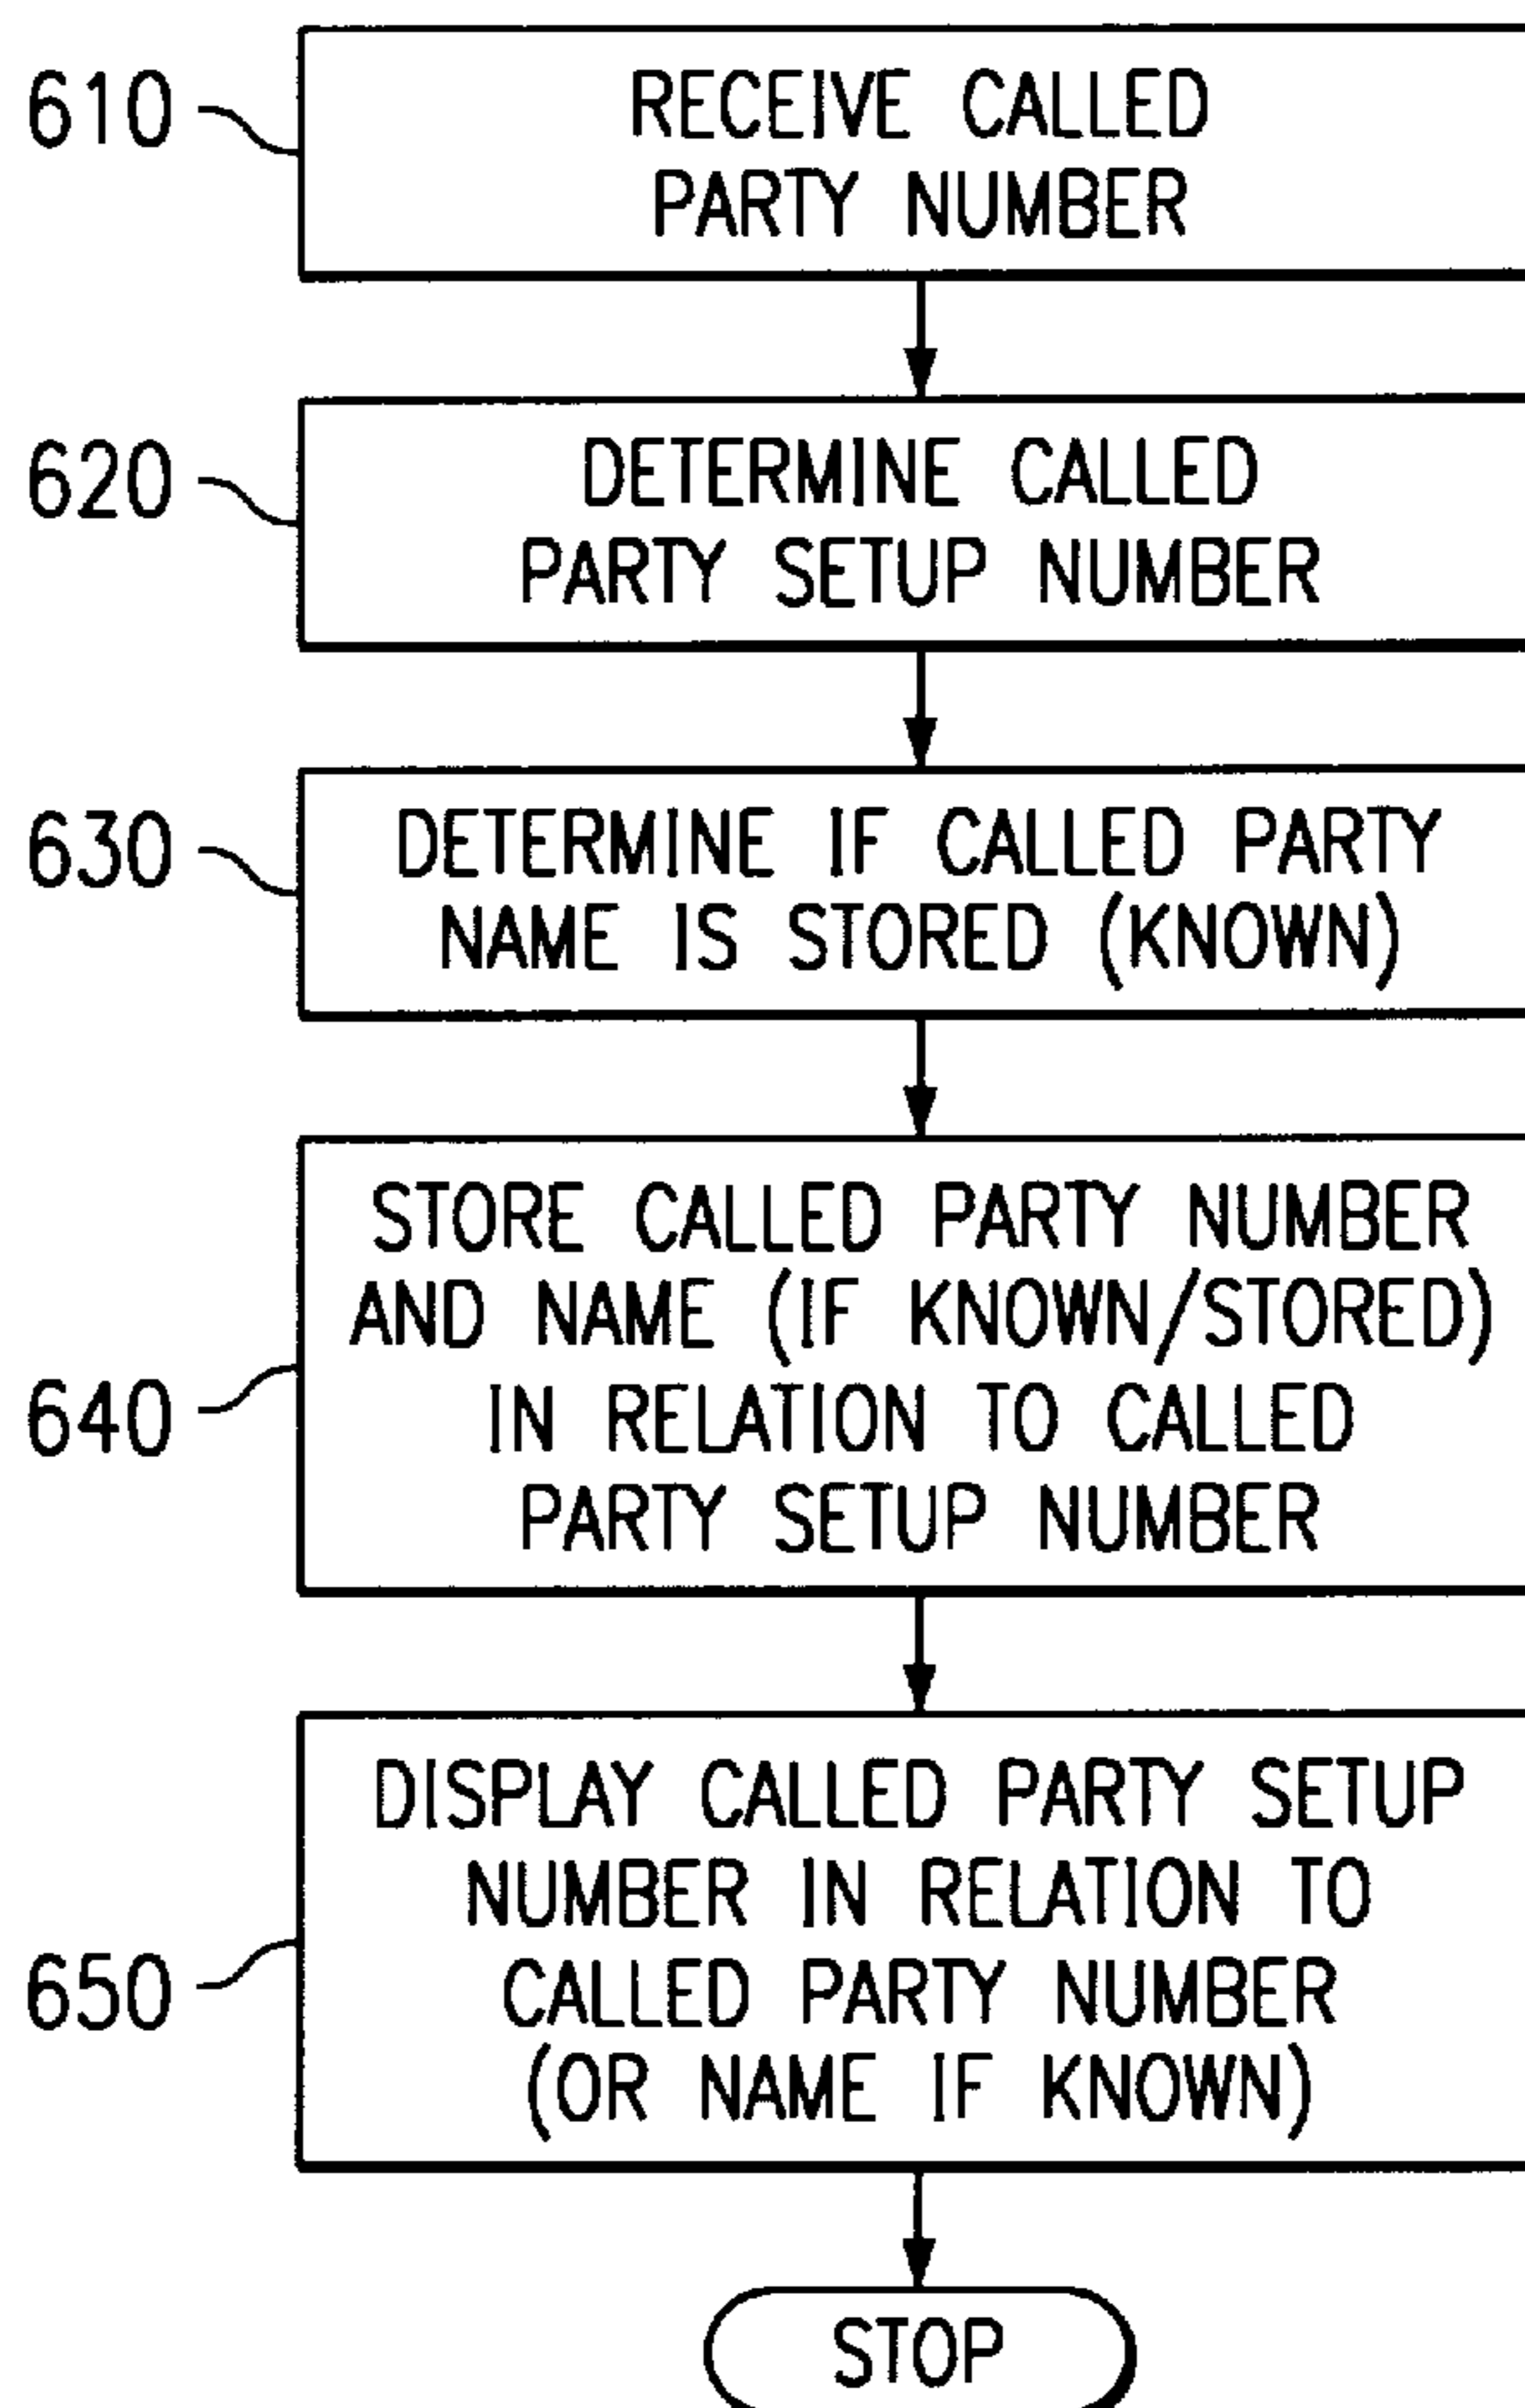 610
RECEIVE CALLED
PARTY NUMBER
620
DETERMINE CALLED
PARTY SETUP NUMBER
630
DETERMINE IF CALLED PARTY
NAME IS STORED (KNOWN)
640
STORE CALLED PARTY NUMBER
AND NAME (IF KNOWN/STORED)
IN RELATION TO CALLED
PARTY SETUP NUMBER
650
DISPLAY CALLED PARTY SETUP
NUMBER IN RELATION TO
CALLED PARTY NUMBER
(OR NAME IF KNOWN)
STOP